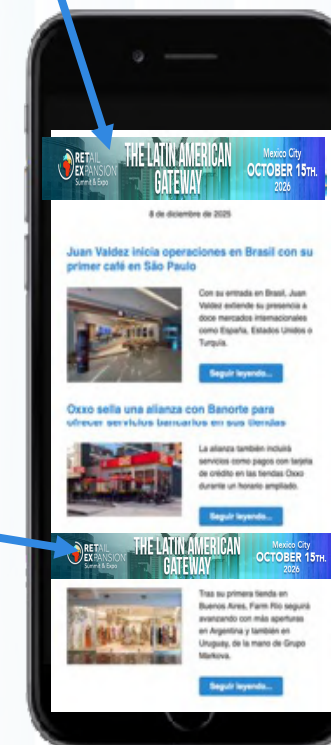 RETAIL
EXPANSION
Summit & Expo
THE LATIN AMERICAN
GATEWAY
Mexico City
OCTOBER 15TH.
2026
8 de diciembre de 2025
Juan Valdez inicia operaciones en Brasil con su
primer café en São Paulo
Con su entrada en Brasil, Juan
Valdez extiende su presencia a
doce mercados internacionales
como España, Estados Unidos o
Turquía.
Seguir leyendo...
Oxxo sella una alianza con Banorte para
ofrecer servicios bancarios en sus tiendas
La alianza también incluirá
servicios como pagos con tarjeta
de crédito en las tiendas Oxxo
durante un horario ampliado.
Seguir leyendo...
RETAIL
EXPANSION
Summit & Expo
THE LATIN AMERICAN
GATEWAY
Mexico City
OCTOBER 15TH.
2026
Tras su primera tienda en
Buenos Aires, Farm Rio seguirá
avanzando con más aperturas
en Argentina y también en
Uruguay, de la mano de Grupo
Markova.
Seguir leyendo...